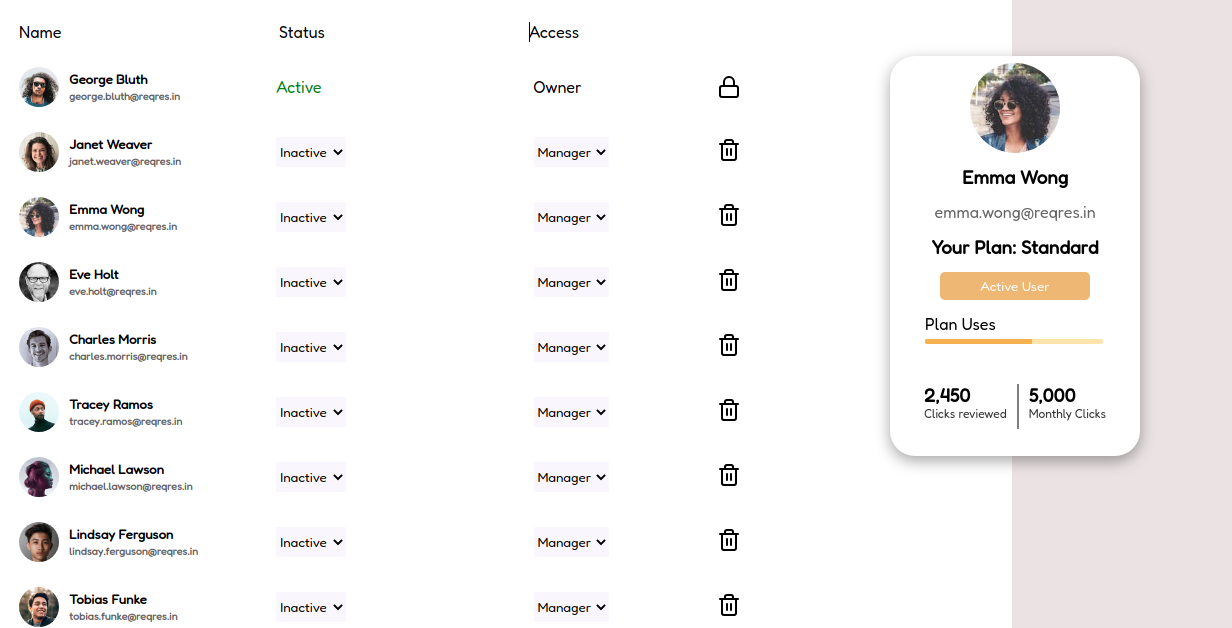 Name Status Access
George Bluth
george.bluth@reqres.in
Active Owner
Janet Weaver
janet.weaver@reqres.in
Inactive Manager
Emma Wong
emma.wong@reqres.in
Inactive Manager
Eve Holt
eve.holt@reqres.in
Inactive Manager
Charles Morris
charles.morris@reqres.in
Inactive Manager
Tracey Ramos
tracey.ramos@reqres.in
Inactive Manager
Michael Lawson
michael.lawson@reqres.in
Inactive Manager
Lindsay Ferguson
lindsay.ferguson@reqres.in
Inactive Manager
Tobias Funke
tobias.funke@reqres.in
Inactive Manager
Emma Wong
emma.wong@reqres.in
Your Plan: Standard
Active User
Plan Uses
2,450 5,000
Clicks reviewed Monthly Clicks